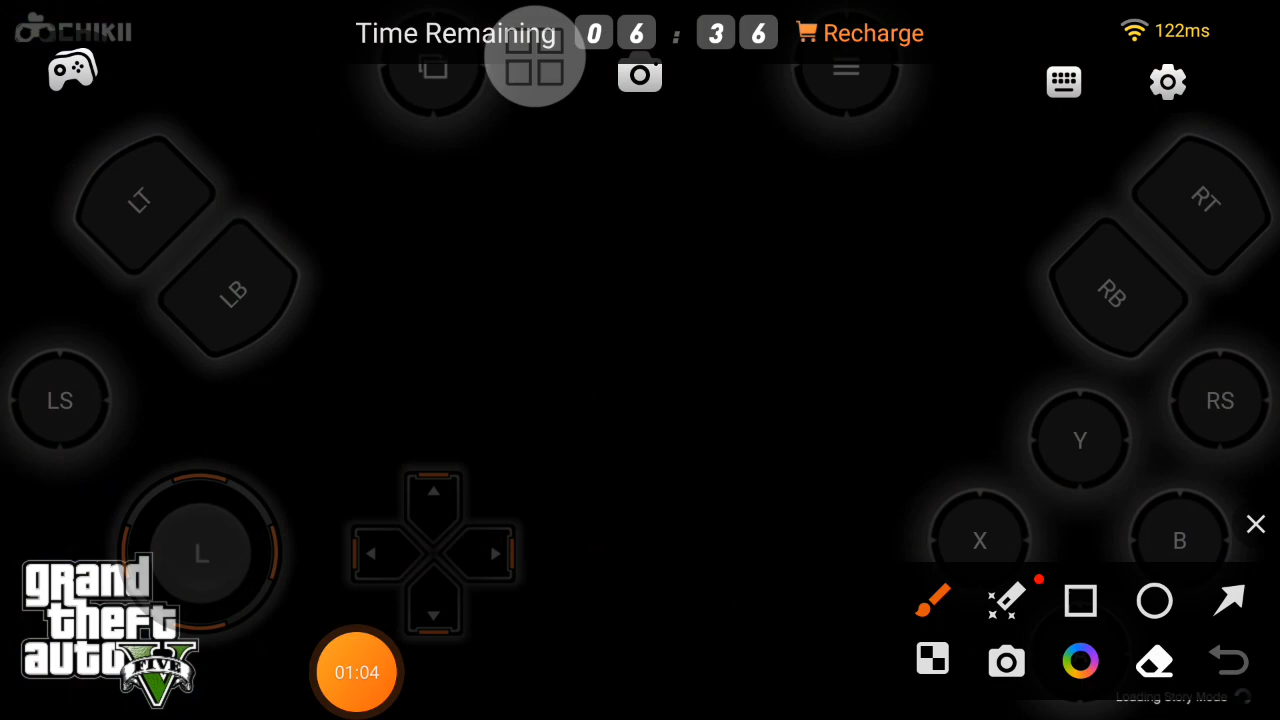 CHIKII
Time Remaining 06 : 36 Recharge
122ms
LT
RT
LB
RB
LS
RS
Y
X
B
L
grand
theft
auto
FIVE
V
01:04
Loading Story Mode